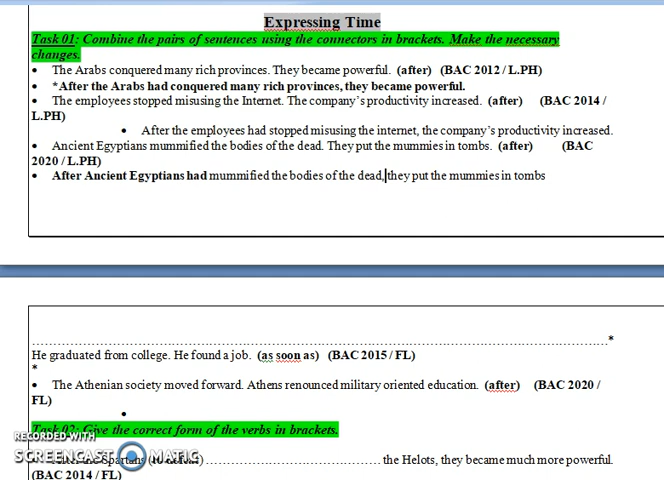 Expressing Time
Task 01: Combine the pairs of sentences using the connectors in brackets. Make the necessary
changes.
• The Arabs conquered many rich provinces. They became powerful. (after) (BAC 2012 / L.PH)
• *After the Arabs had conquered many rich provinces, they became powerful.
• The employees stopped misusing the Internet. The company's productivity increased. (after) (BAC 2014 /
L.PH)
• After the employees had stopped misusing the internet, the company's productivity increased.
• Ancient Egyptians mummified the bodies of the dead. They put the mummies in tombs. (after) (BAC
2020 / L.PH)
• After Ancient Egyptians had mummified the bodies of the dead, they put the mummies in tombs
……………………………………………………………………………………………………*
He graduated from college. He found a job. (as soon as) (BAC 2015 / FL)
*
• The Athenian society moved forward. Athens renounced military oriented education. (after) (BAC 2020 /
FL)
•
Task 02: Give the correct form of the verbs in brackets.
RECORDED WITH
SCREENCAST MATIC
After the Spartans (to defeat) ……………………………… the Helots, they became much more powerful.
(BAC 2014 / FL)